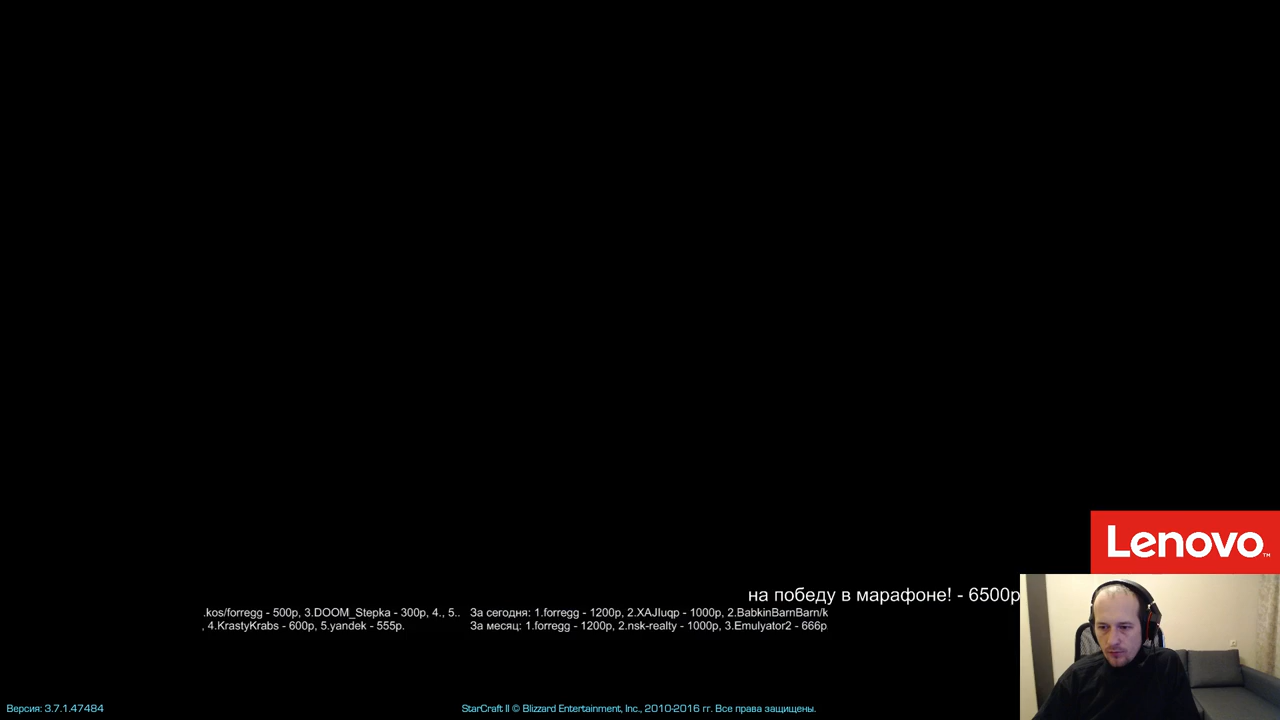 Lenovo™
на победу в марафоне! - 6500р
.kos/forregg - 500р, 3.DOOM_Stepka - 300р, 4., 5.. За сегодня: 1.forregg - 1200р, 2.XAJIuqp - 1000р, 2.BabkinBarnBarn/k
, 4.KrastyKrabs - 600р, 5.yandek - 555р. За месяц: 1.forregg - 1200р, 2.nsk-realty - 1000р, 3.Emulyator2 - 666р
Версия: 3.7.1.47484 StarCraft II © Blizzard Entertainment, Inc., 2010-2016 гг. Все права защищены.